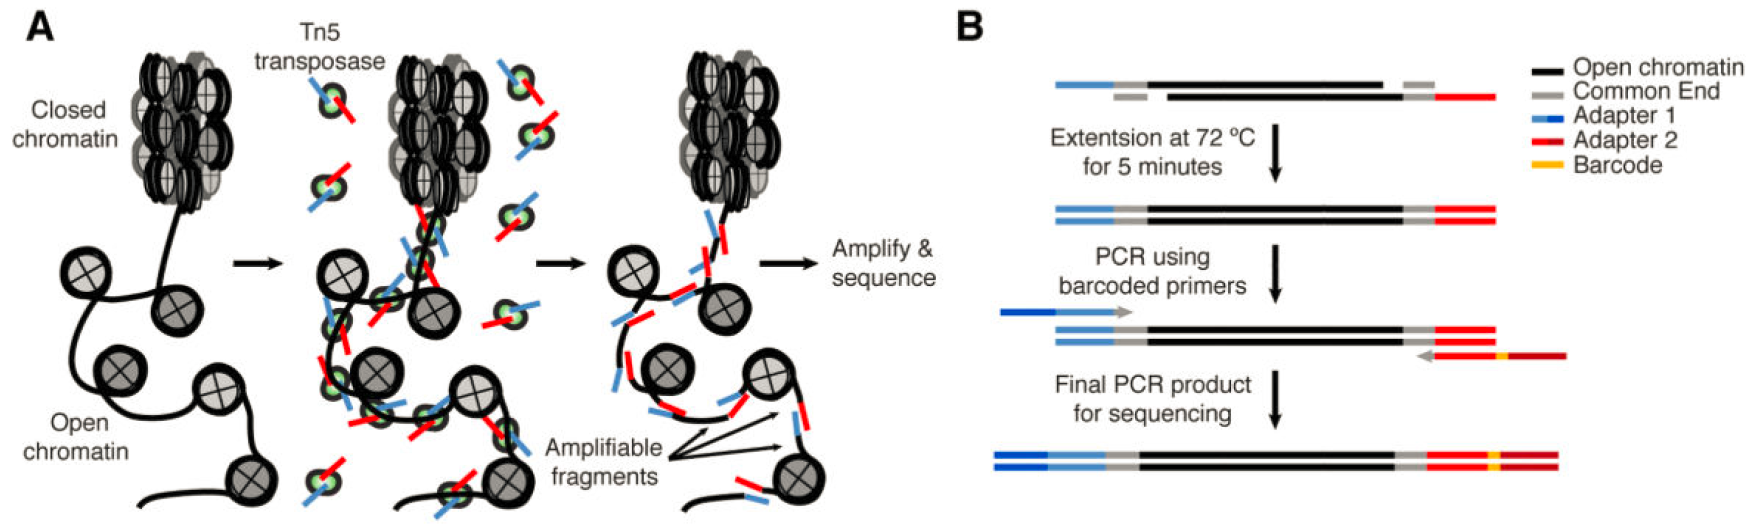 A
Tn5
transposase
Closed
chromatin
Open
chromatin
Amplifiable
fragments
Amplify &
sequence
B
Open chromatin
Common End
Adapter 1
Adapter 2
Barcode
Extentsion at 72 ºC
for 5 minutes
PCR using
barcoded primers
Final PCR product
for sequencing